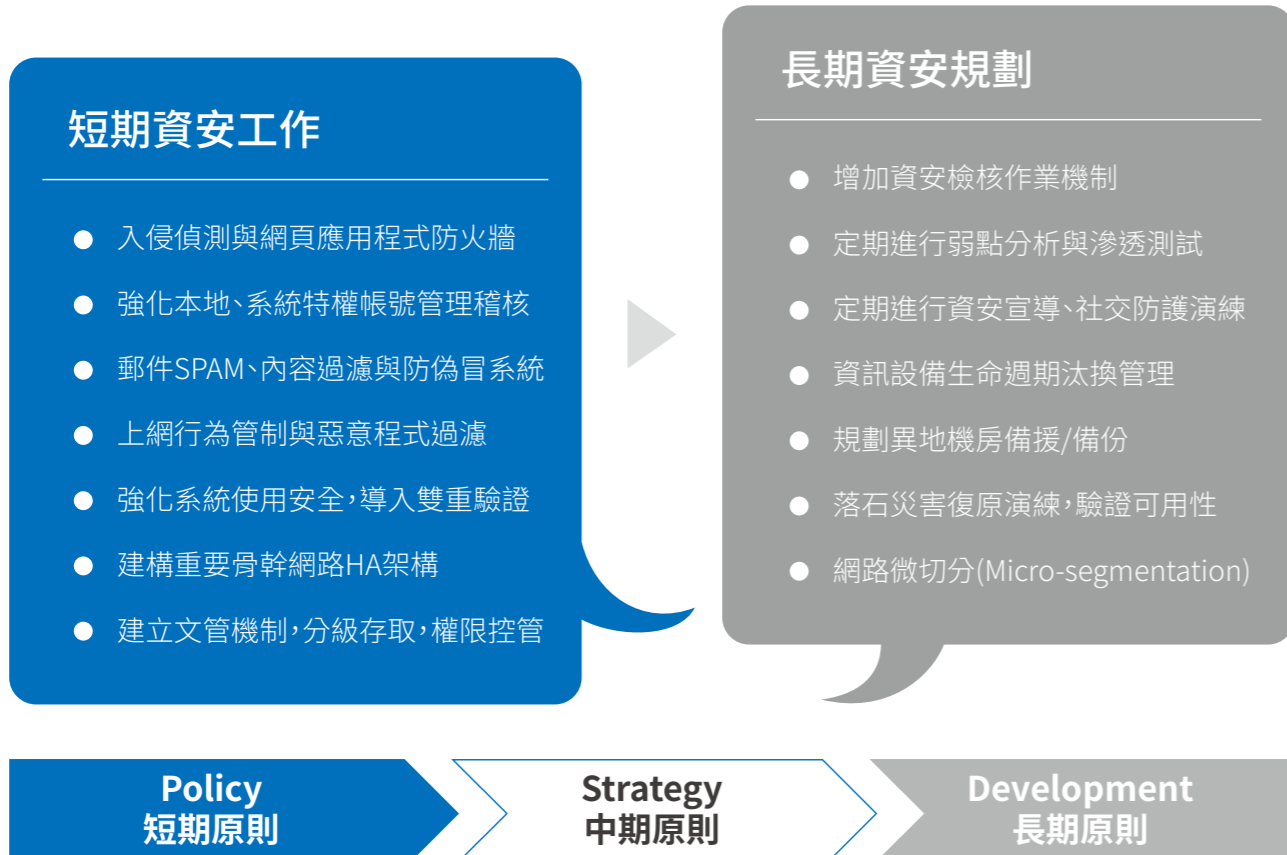 短期資安工作
入侵偵測與網頁應用程式防火牆
強化本地、系統特權帳號管理稽核
郵件SPAM、內容過濾與防偽冒系統
上網行為管制與惡意程式過濾
強化系統使用安全，導入雙重驗證
建構重要骨幹網路HA架構
建立文管機制，分級存取，權限控管
長期資安規劃
增加資安檢核作業機制
定期進行弱點分析與滲透測試
定期進行資安宣導、社交防護演練
資訊設備生命週期汰換管理
規劃異地機房備援/備份
落石災害復原演練，驗證可用性
網路微切分(Micro-segmentation)
Policy
短期原則
Strategy
中期原則
Development
長期原則